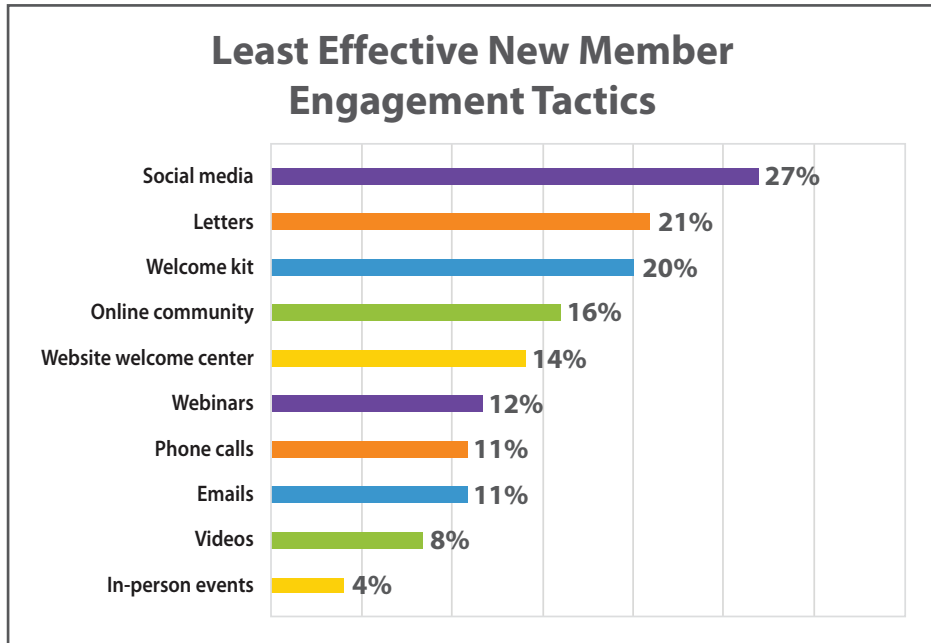 Least Effective New Member
Engagement Tactics
Social media 27%
Letters 21%
Welcome kit 20%
Online community 16%
Website welcome center 14%
Webinars 12%
Phone calls 11%
Emails 11%
Videos 8%
In-person events 4%